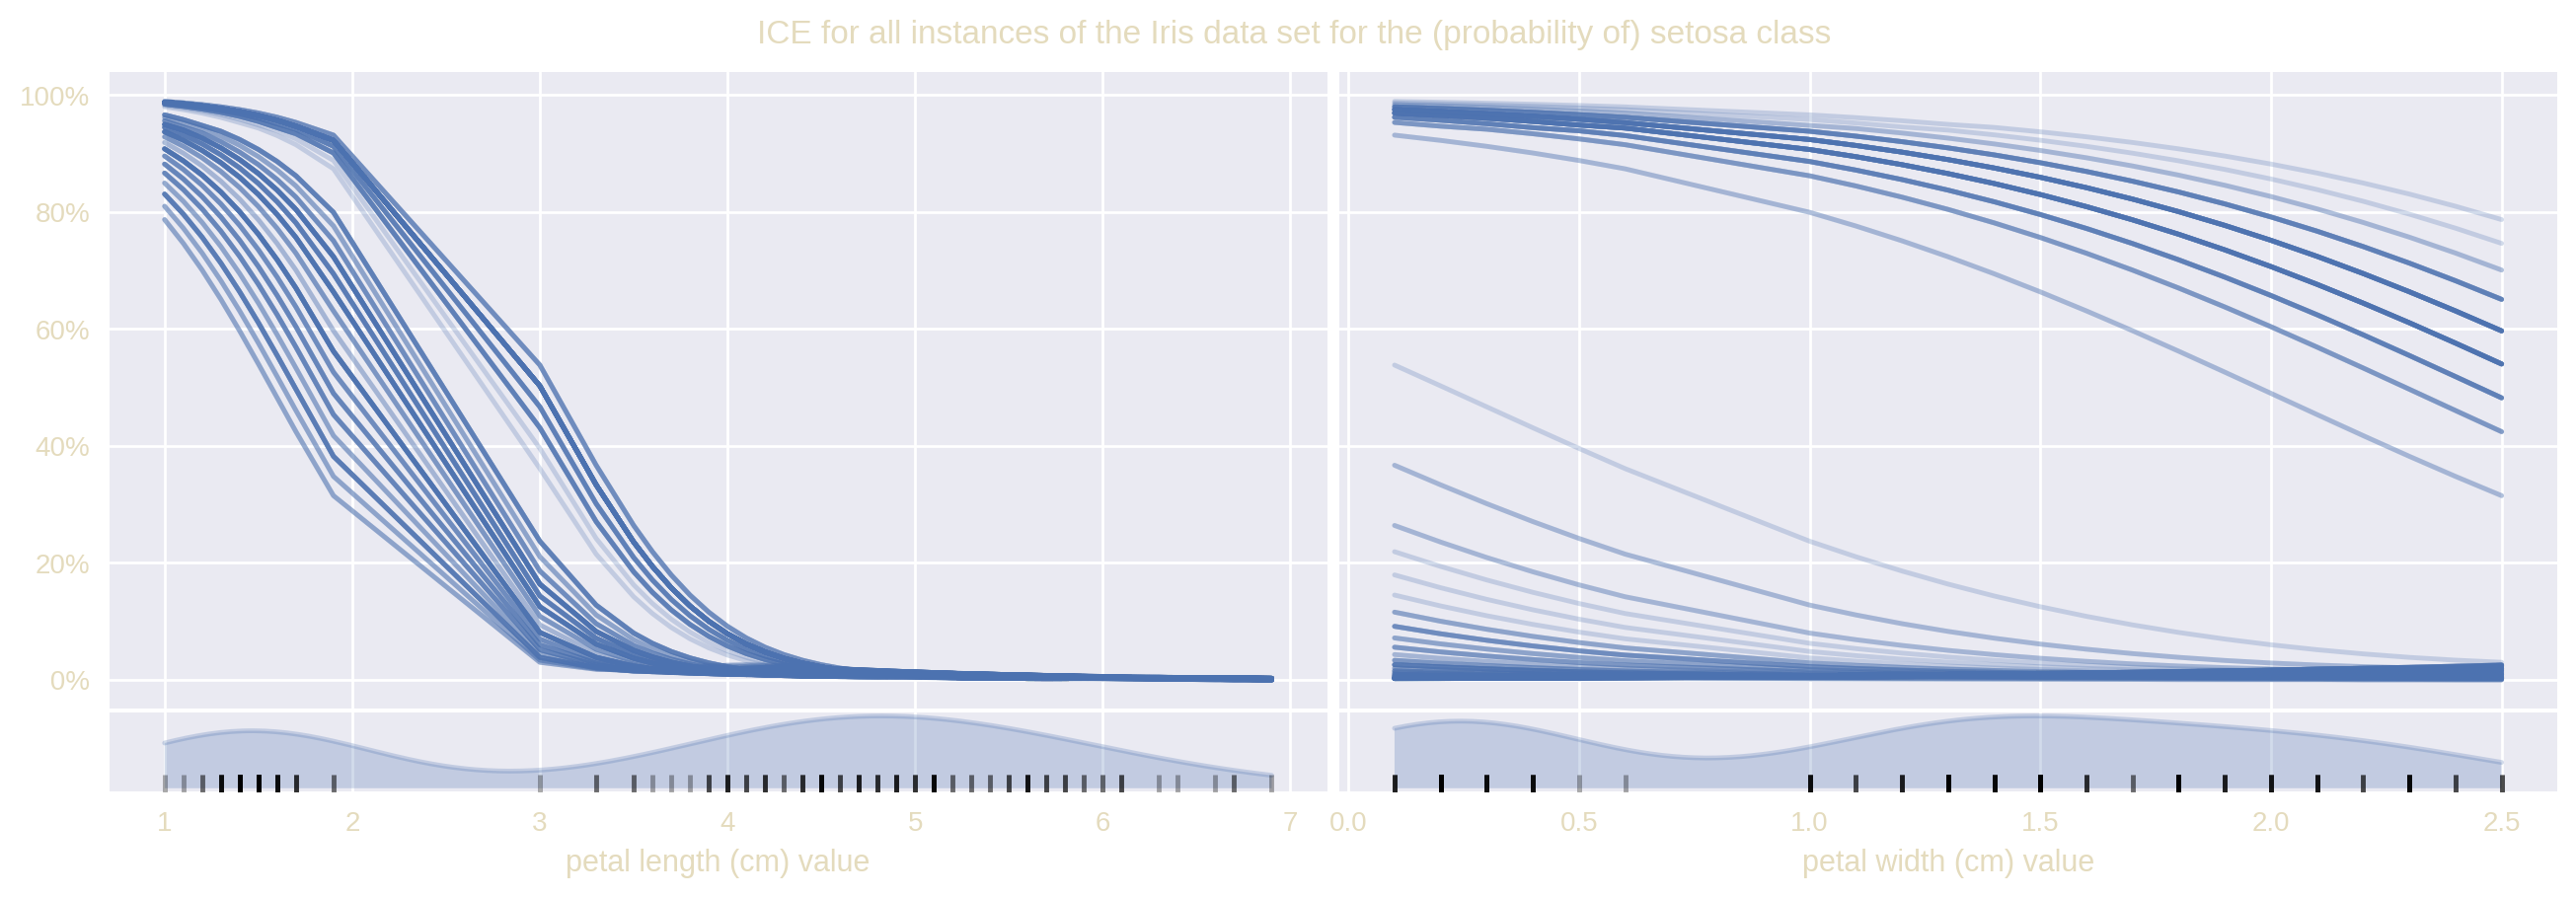 ICE for all instances of the Iris data set for the (probability of) setosa class
100%
80%
60%
40%
20%
0%
1 2 3 4 5 6 7 0.0 0.5 1.0 1.5 2.0 2.5
petal length (cm) value petal width (cm) value